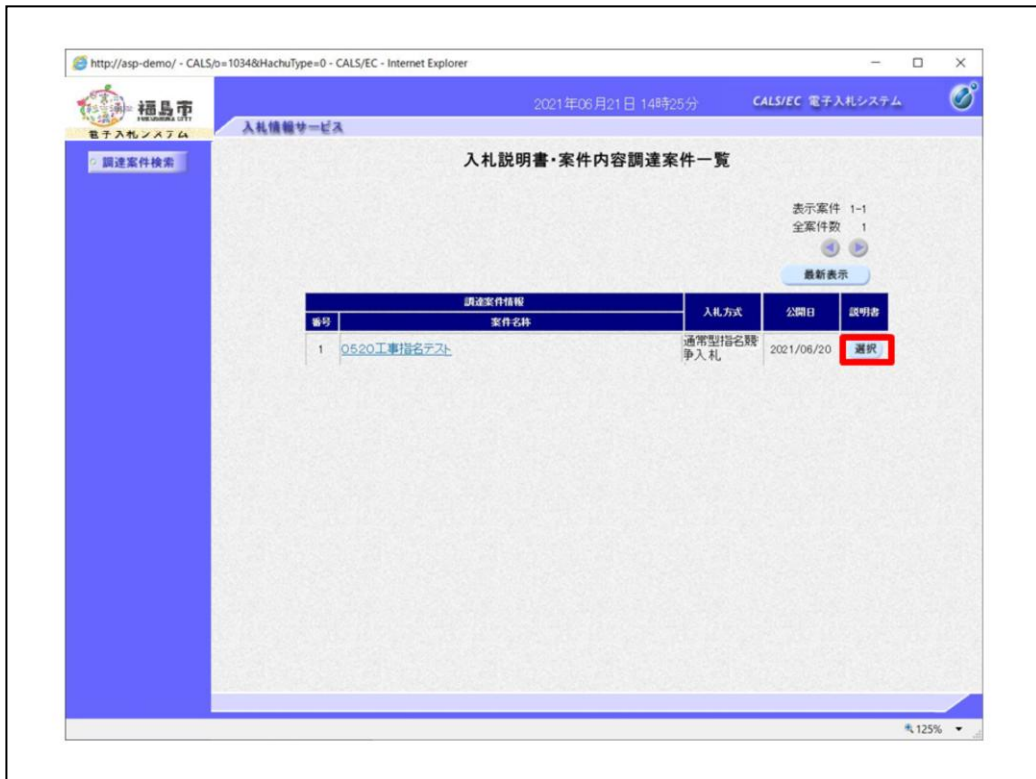 http://asp-demo/ - CALS/o=1034&HachuType=0 - CALS/EC - Internet Explorer
福島市
FUKUSHIMA CITY
電子入札システム
2021年06月21日 14時25分
CALS/EC 電子入札システム
入札情報サービス
調達案件検索
入札説明書・案件内容調達案件一覧
表示案件 1-1
全案件数 1
最新表示
調達案件情報
入札方式
公開日
説明書
番号
案件名称
1
0520工事指名テスト
通常型指名競
争入札
2021/06/20
選択
125%